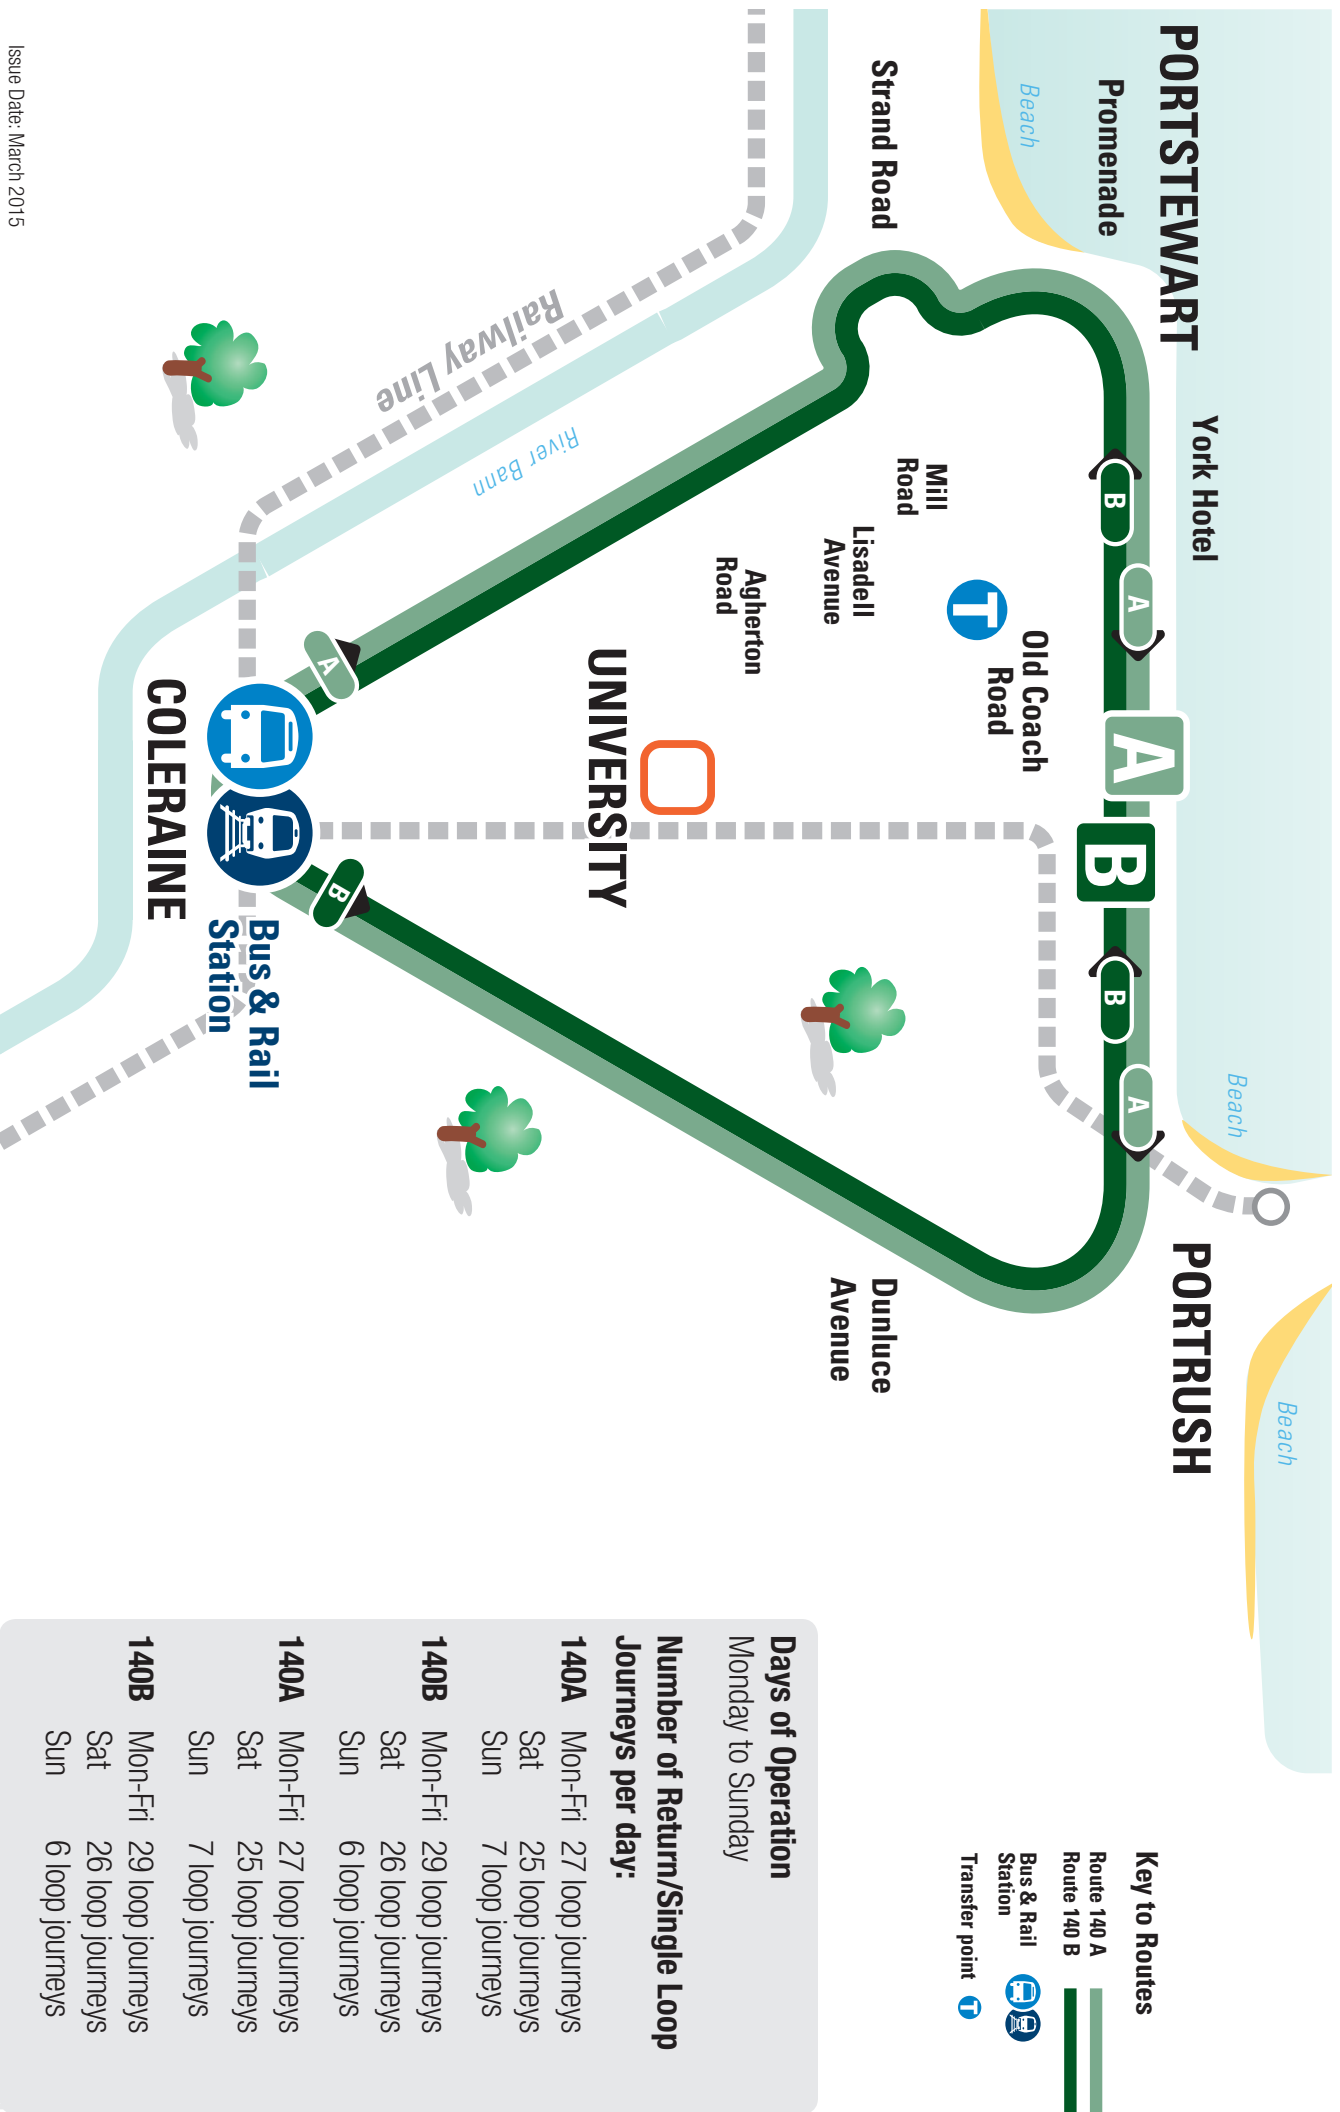 PORTSTEWART
Promenade
Beach
Strand Road
York Hotel
B
A
A
B
B
A
Beach
PORTRUSH
Beach
Mill
Road
Lisadell
Avenue
Agherton
Road
T
Old Coach
Road
Dunluce
Avenue
UNIVERSITY
Railway Line
River Bann
A
B
COLERAINE
Bus & Rail
Station
Key to Routes
Route 140 A
Route 140 B
Bus & Rail
Station
Transfer point T
Days of Operation
Monday to Sunday
Number of Return/Single Loop
Journeys per day:
140A Mon-Fri 27 loop journeys
Sat 25 loop journeys
Sun 7 loop journeys
140B Mon-Fri 29 loop journeys
Sat 26 loop journeys
Sun 6 loop journeys
140A Mon-Fri 27 loop journeys
Sat 25 loop journeys
Sun 7 loop journeys
140B Mon-Fri 29 loop journeys
Sat 26 loop journeys
Sun 6 loop journeys
Issue Date: March 2015